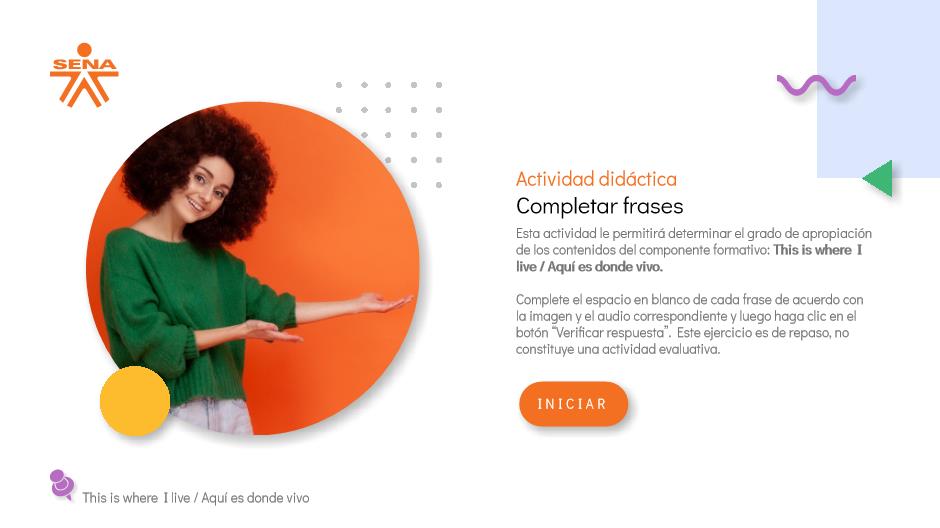 SENA
Actividad didáctica
Completar frases
Esta actividad le permitirá determinar el grado de apropiación
de los contenidos del componente formativo: This is where I
live / Aquí es donde vivo.
Complete el espacio en blanco de cada frase de acuerdo con
la imagen y el audio correspondiente y luego haga clic en el
botón “Verificar respuesta”. Este ejercicio es de repaso, no
constituye una actividad evaluativa.
INICIAR
This is where I live / Aquí es donde vivo